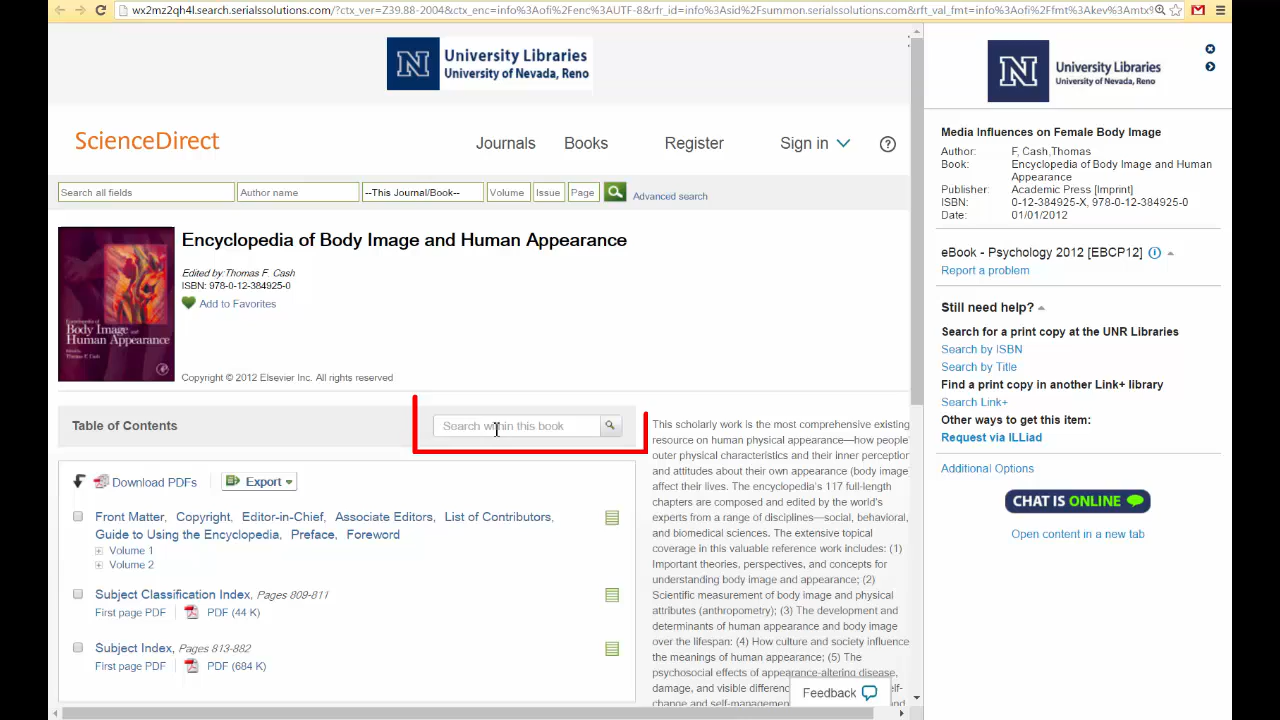 wx2mz2qh4l.search.serialssolutions.com/?ctx_ver=Z39.88-2004&ctx_enc=info%3Aofi%2Fenc%3AUTF-8&rfr_id=info%3Asid%2Fsummon.serialssolutions.com&rft_val_fmt=info%3Aofi%2Ffmt%3Akev%3Amtx%
N University Libraries
University of Nevada, Reno
ScienceDirect
Journals Books Register Sign in ?
Search all fields Author name --This Journal/Book-- Volume Issue Page Advanced search
Encyclopedia of Body Image and Human Appearance
Edited by:Thomas F. Cash
ISBN: 978-0-12-384925-0
Add to Favorites
Body Image and
Human Appearance
Copyright © 2012 Elsevier Inc. All rights reserved
Table of Contents
Search within this book
Download PDFs Export
Front Matter, Copyright, Editor-in-Chief, Associate Editors, List of Contributors,
Guide to Using the Encyclopedia, Preface, Foreword
Volume 1
Volume 2
Subject Classification Index, Pages 809-811
First page PDF PDF (44 K)
Subject Index, Pages 813-882
First page PDF PDF (684 K)
This scholarly work is the most comprehensive existing
resource on human physical appearance—how people'
outer physical characteristics and their inner perception
and attitudes about their own appearance (body image
affect their lives. The encyclopedia's 117 full-length
chapters are composed and edited by the world's
experts from a range of disciplines—social, behavioral,
and biomedical sciences. The extensive topical
coverage in this valuable reference work includes: (1)
Important theories, perspectives, and concepts for
understanding body image and appearance; (2)
Scientific measurement of body image and physical
attributes (anthropometry); (3) The development and
determinants of human appearance and body image
over the lifespan: (4) How culture and society influence
the meanings of human appearance; (5) The
psychosocial effects of appearance-altering disease,
damage, and visible differenc elf-
change and self-managemen
Feedback
N University Libraries
University of Nevada, Reno
Media Influences on Female Body Image
Author: F, Cash,Thomas
Book: Encyclopedia of Body Image and Human
Appearance
Publisher: Academic Press [Imprint]
ISBN: 0-12-384925-X, 978-0-12-384925-0
Date: 01/01/2012
eBook - Psychology 2012 [EBCP12]
Report a problem
Still need help?
Search for a print copy at the UNR Libraries
Search by ISBN
Search by Title
Find a print copy in another Link+ library
Search Link+
Other ways to get this item:
Request via ILLiad
Additional Options
CHAT IS ONLINE
Open content in a new tab